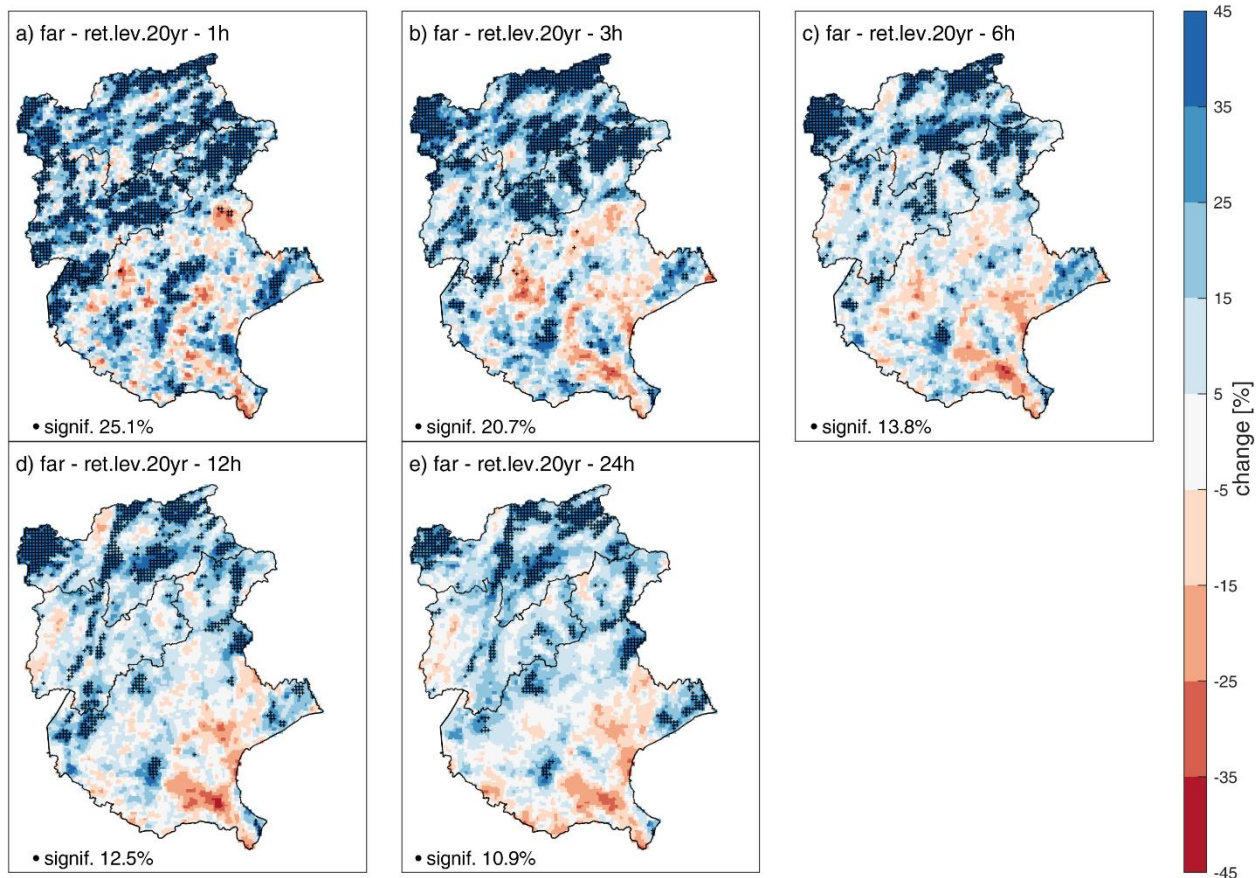 a) far - ret.lev.20yr - 1h
b) far - ret.lev.20yr - 3h
c) far - ret.lev.20yr - 6h
• signif. 25.1%
• signif. 20.7%
• signif. 13.8%
d) far - ret.lev.20yr - 12h
e) far - ret.lev.20yr - 24h
• signif. 12.5%
• signif. 10.9%
45
35
25
15
5
-5
-15
-25
-35
-45
change [%]